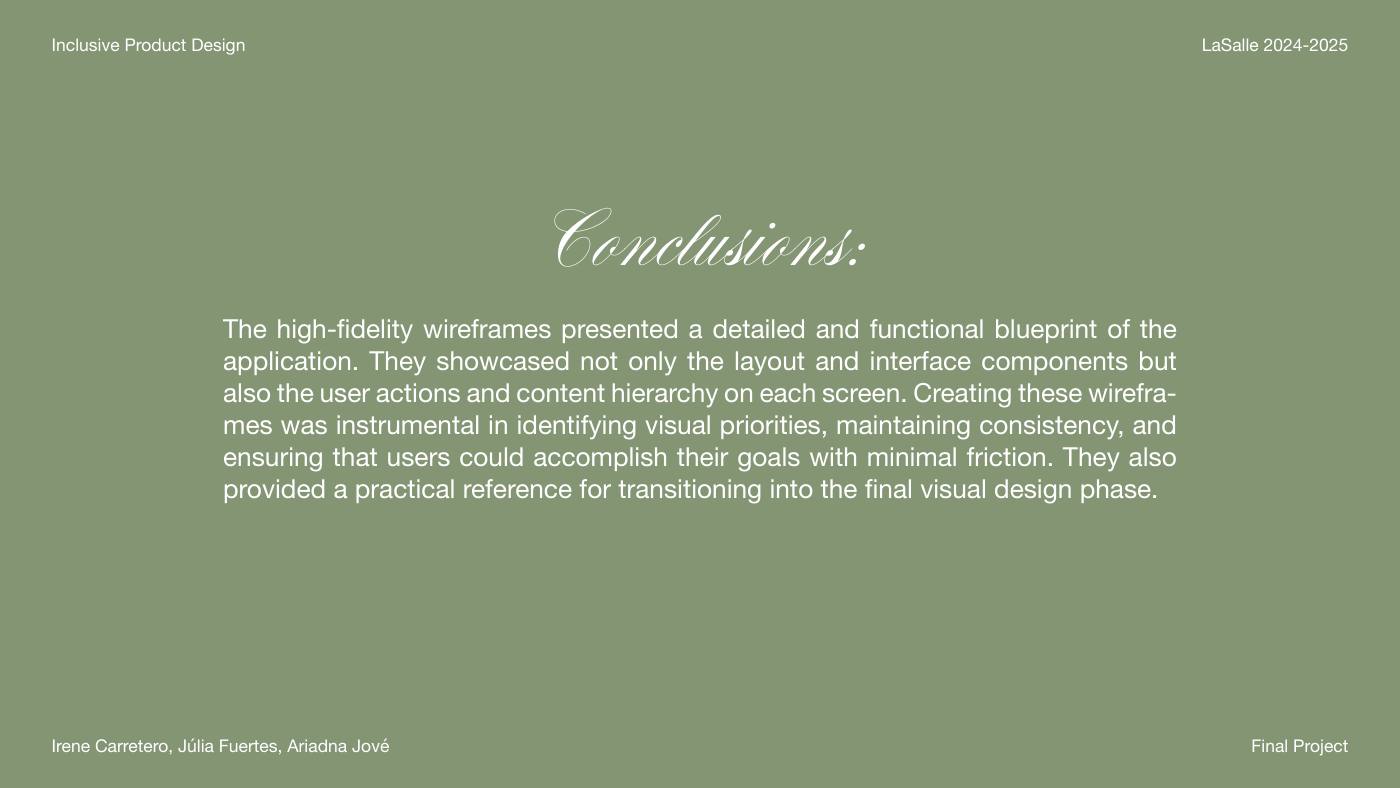 Inclusive Product Design
LaSalle 2024-2025
Conclusions:
The high-fidelity wireframes presented a detailed and functional blueprint of the
application. They showcased not only the layout and interface components but
also the user actions and content hierarchy on each screen. Creating these wirefra-
mes was instrumental in identifying visual priorities, maintaining consistency, and
ensuring that users could accomplish their goals with minimal friction. They also
provided a practical reference for transitioning into the final visual design phase.
Irene Carretero, Júlia Fuertes, Ariadna Jové
Final Project